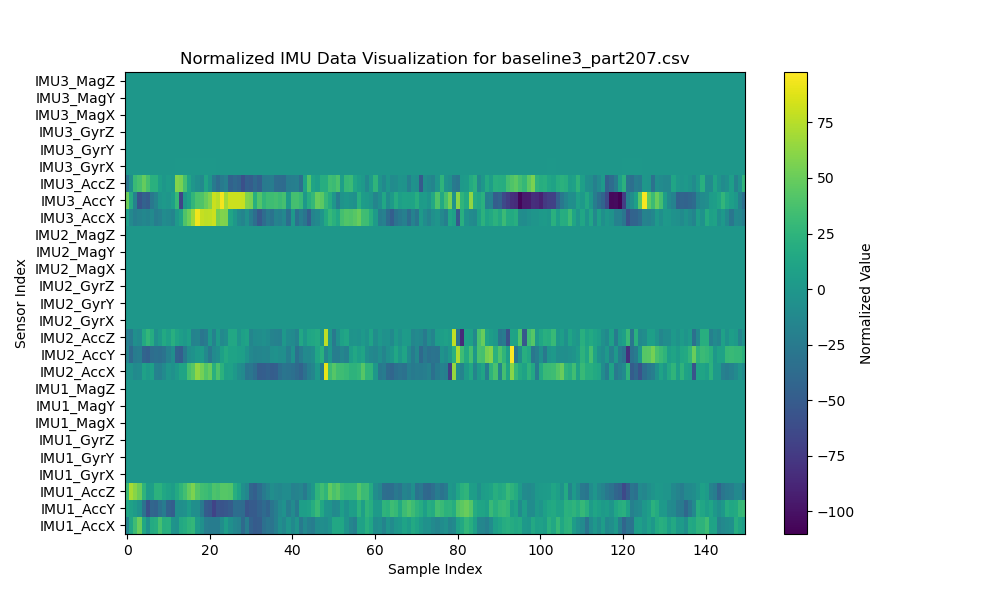 Normalized IMU Data Visualization for baseline3_part207.csv
Sensor Index
IMU3_MagZ
IMU3_MagY
IMU3_MagX
IMU3_GyrZ
IMU3_GyrY
IMU3_GyrX
IMU3_AccZ
IMU3_AccY
IMU3_AccX
IMU2_MagZ
IMU2_MagY
IMU2_MagX
IMU2_GyrZ
IMU2_GyrY
IMU2_GyrX
IMU2_AccZ
IMU2_AccY
IMU2_AccX
IMU1_MagZ
IMU1_MagY
IMU1_MagX
IMU1_GyrZ
IMU1_GyrY
IMU1_GyrX
IMU1_AccZ
IMU1_AccY
IMU1_AccX
0 20 40 60 80 100 120 140
Sample Index
75
50
25
0
−25
−50
−75
−100
Normalized Value